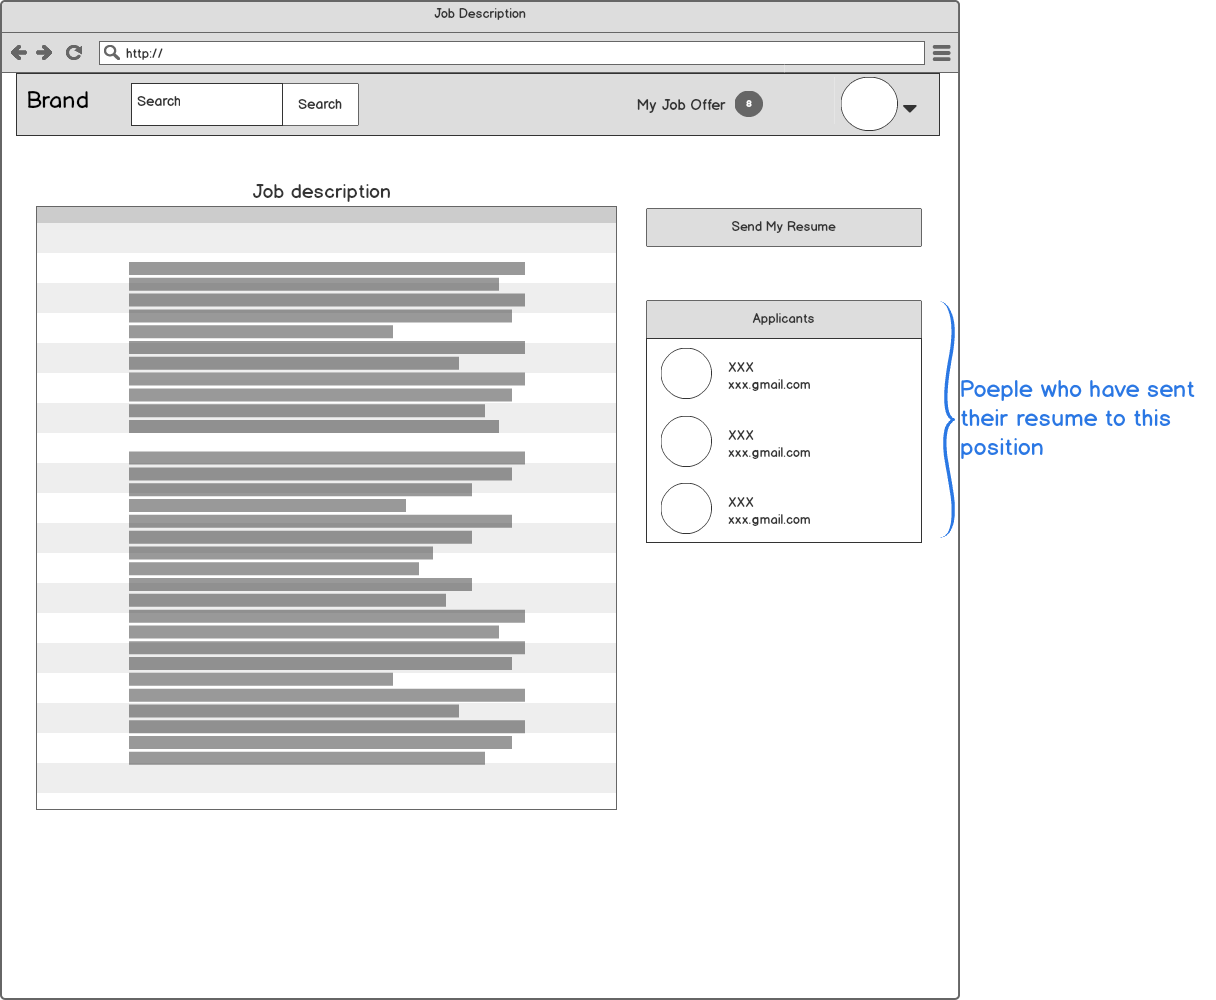 Job Description
http://
Brand
Search
Search
My Job Offer
8
Job description
Send My Resume
Applicants
XXX
xxx.gmail.com
XXX
xxx.gmail.com
XXX
xxx.gmail.com
Poeple who have sent
their resume to this
position